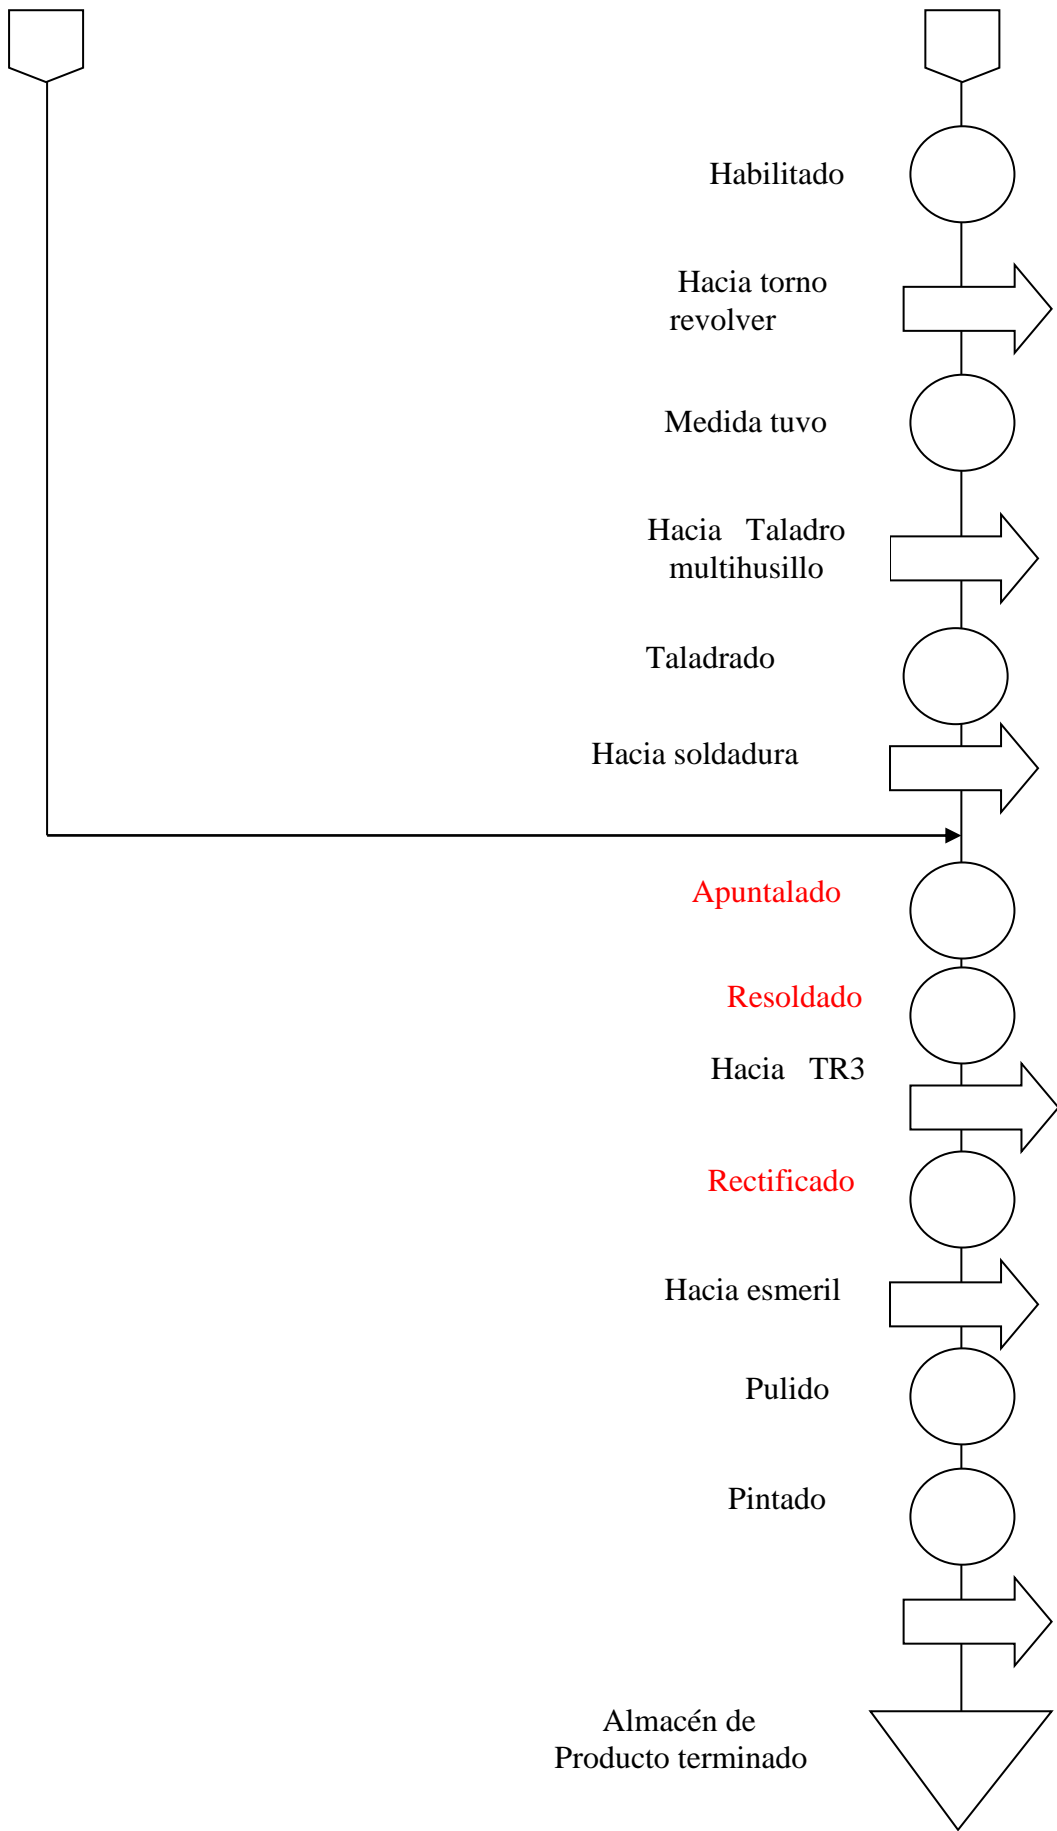 Habilitado
Hacia torno
revolver
Medida tuvo
Hacia Taladro
multihusillo
Taladrado
Hacia soldadura
Apuntalado
Resoldado
Hacia TR3
Rectificado
Hacia esmeril
Pulido
Pintado
Almacén de
Producto terminado